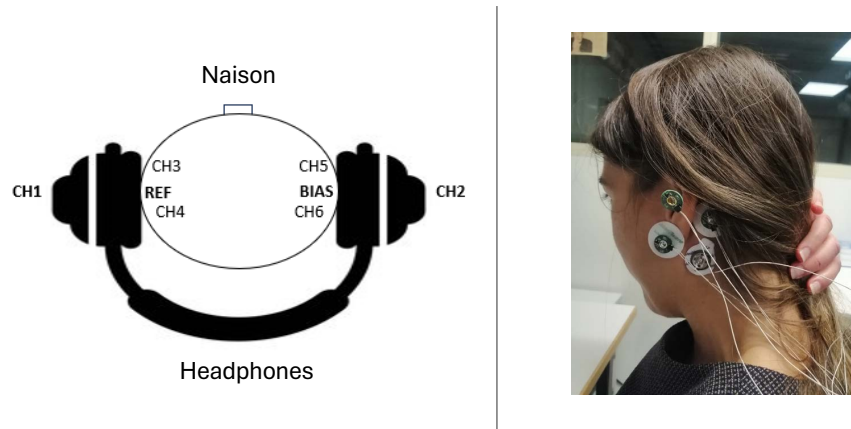 Naison
CH3 CH5
CH1 REF BIAS CH2
CH4 CH6
Headphones